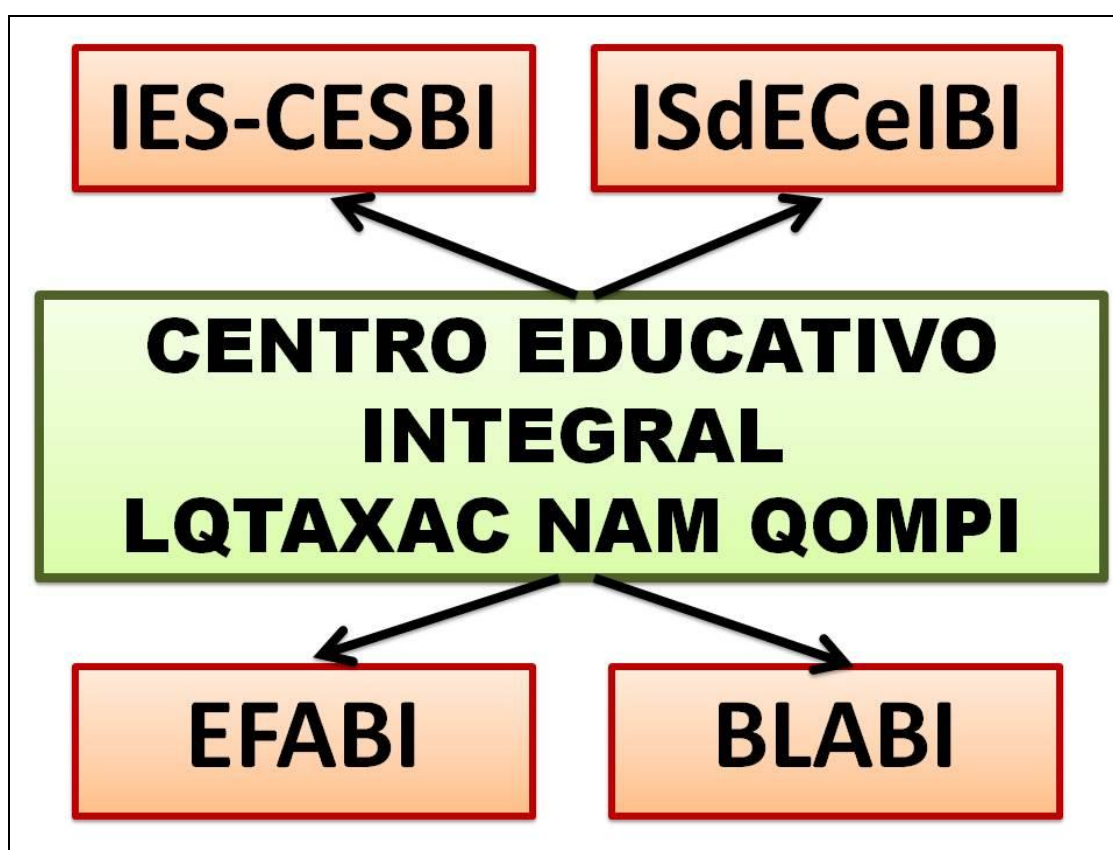 IES-CESBI
ISdECeIBI
CENTRO EDUCATIVO
INTEGRAL
LQTAXAC NAM QOMPI
EFABI
BLABI